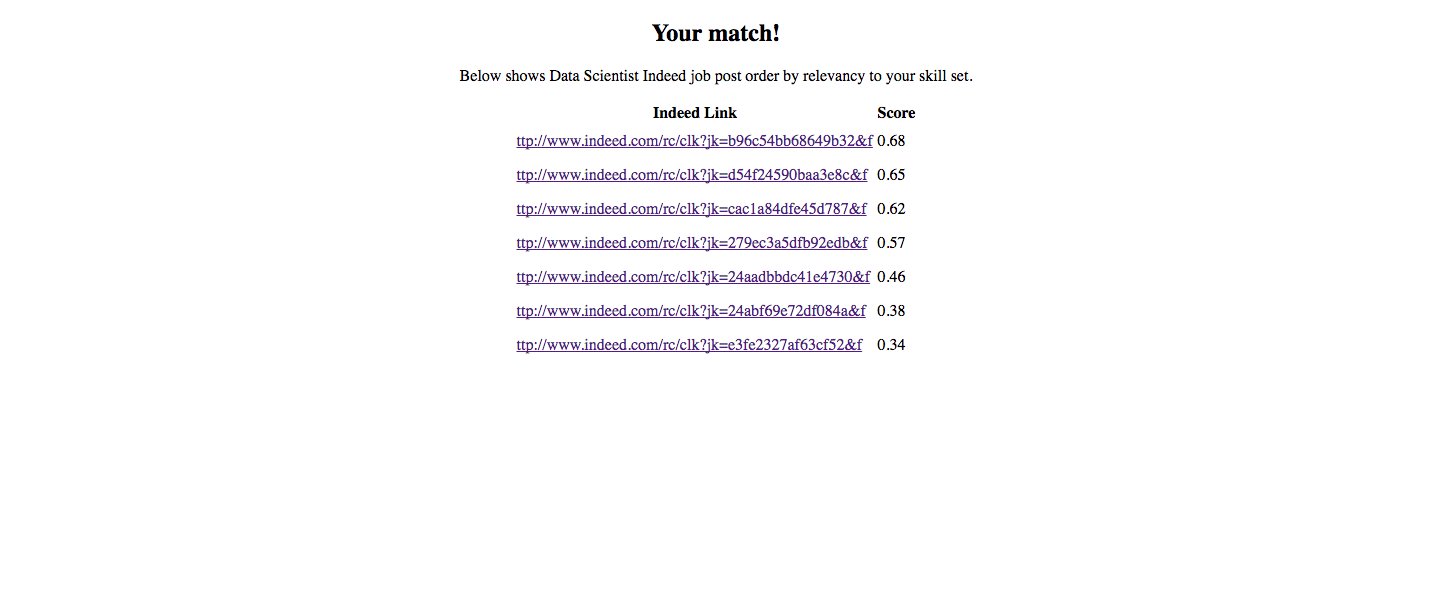 Your match!
Below shows Data Scientist Indeed job post order by relevancy to your skill set.
Indeed Link Score
ttp://www.indeed.com/rc/clk?jk=b96c54bb68649b32&f 0.68
ttp://www.indeed.com/rc/clk?jk=d54f24590baa3e8c&f 0.65
ttp://www.indeed.com/rc/clk?jk=cac1a84dfe45d787&f 0.62
ttp://www.indeed.com/rc/clk?jk=279ec3a5dfb92edb&f 0.57
ttp://www.indeed.com/rc/clk?jk=24aadbbdc41e4730&f 0.46
ttp://www.indeed.com/rc/clk?jk=24abf69e72df084a&f 0.38
ttp://www.indeed.com/rc/clk?jk=e3fe2327af63cf52&f 0.34